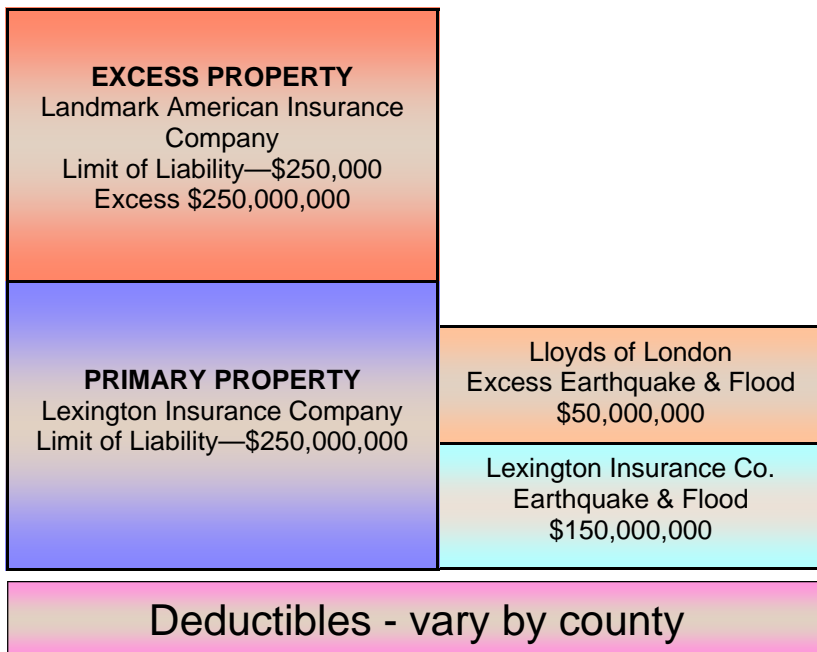 EXCESS PROPERTY
Landmark American Insurance
Company
Limit of Liability—$250,000
Excess $250,000,000
PRIMARY PROPERTY
Lexington Insurance Company
Limit of Liability—$250,000,000
Lloyds of London
Excess Earthquake & Flood
$50,000,000
Lexington Insurance Co.
Earthquake & Flood
$150,000,000
Deductibles - vary by county